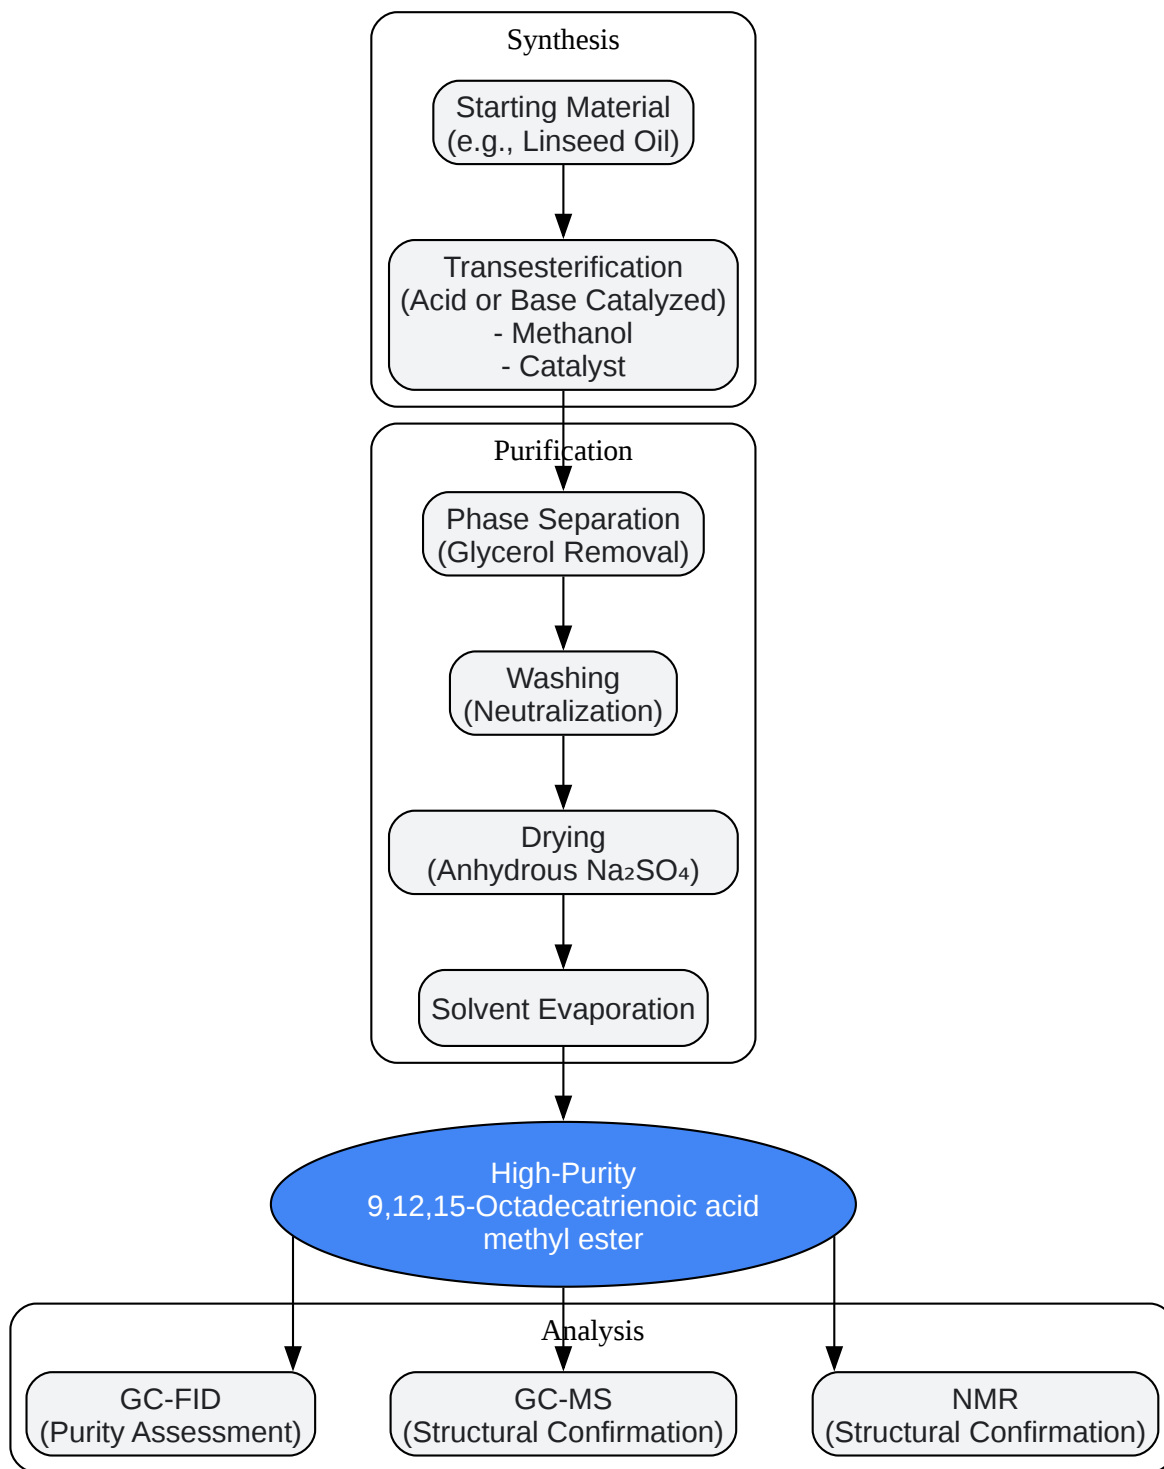 Synthesis
Starting Material
(e.g., Linseed Oil)
Transesterification
(Acid or Base Catalyzed)
- Methanol
- Catalyst
Purification
Phase Separation
(Glycerol Removal)
Washing
(Neutralization)
Drying
(Anhydrous Na₂SO₄)
Solvent Evaporation
High-Purity
9,12,15-Octadecatrienoic acid
methyl ester
Analysis
GC-FID
(Purity Assessment)
GC-MS
(Structural Confirmation)
NMR
(Structural Confirmation)